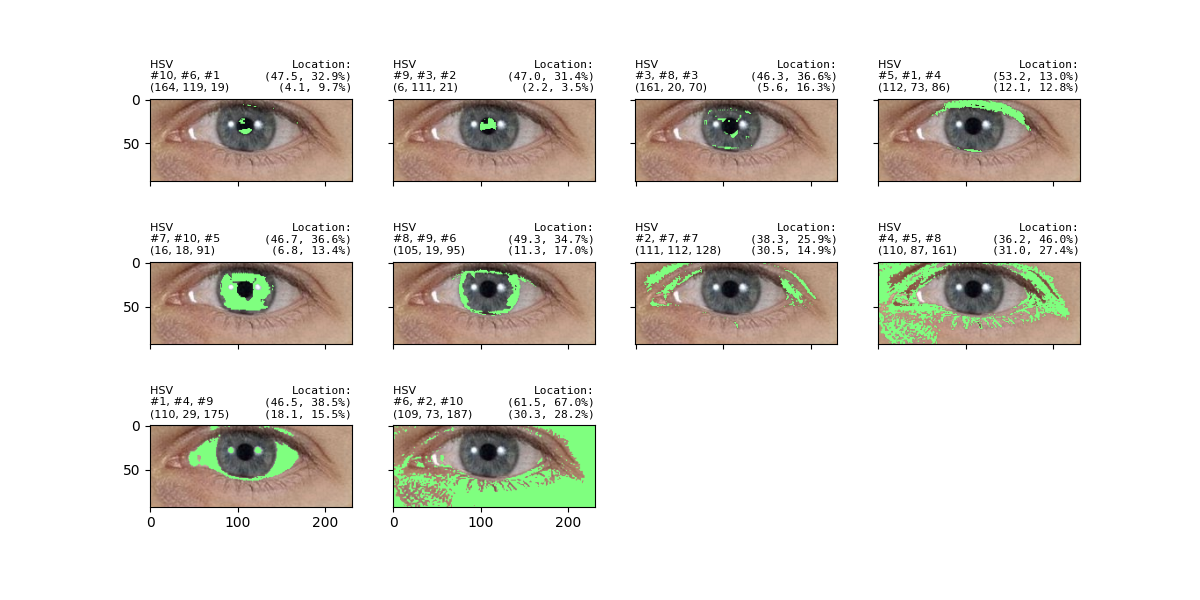 HSV Location:
#10, #6, #1 (47.5, 32.9%)
(164, 119, 19) (4.1, 9.7%)
HSV Location:
#9, #3, #2 (47.0, 31.4%)
(6, 111, 21) (2.2, 3.5%)
HSV Location:
#3, #8, #3 (46.3, 36.6%)
(161, 20, 70) (5.6, 16.3%)
HSV Location:
#5, #1, #4 (53.2, 13.0%)
(112, 73, 86) (12.1, 12.8%)
0
50
HSV Location:
#7, #10, #5 (46.7, 36.6%)
(16, 18, 91) (6.8, 13.4%)
HSV Location:
#8, #9, #6 (49.3, 34.7%)
(105, 19, 95) (11.3, 17.0%)
HSV Location:
#2, #7, #7 (38.3, 25.9%)
(111, 112, 128) (30.5, 14.9%)
HSV Location:
#4, #5, #8 (36.2, 46.0%)
(110, 87, 161) (31.0, 27.4%)
0
50
HSV Location:
#1, #4, #9 (46.5, 38.5%)
(110, 29, 175) (18.1, 15.5%)
HSV Location:
#6, #2, #10 (61.5, 67.0%)
(109, 73, 187) (30.3, 28.2%)
0
50
0 100 200
0 100 200